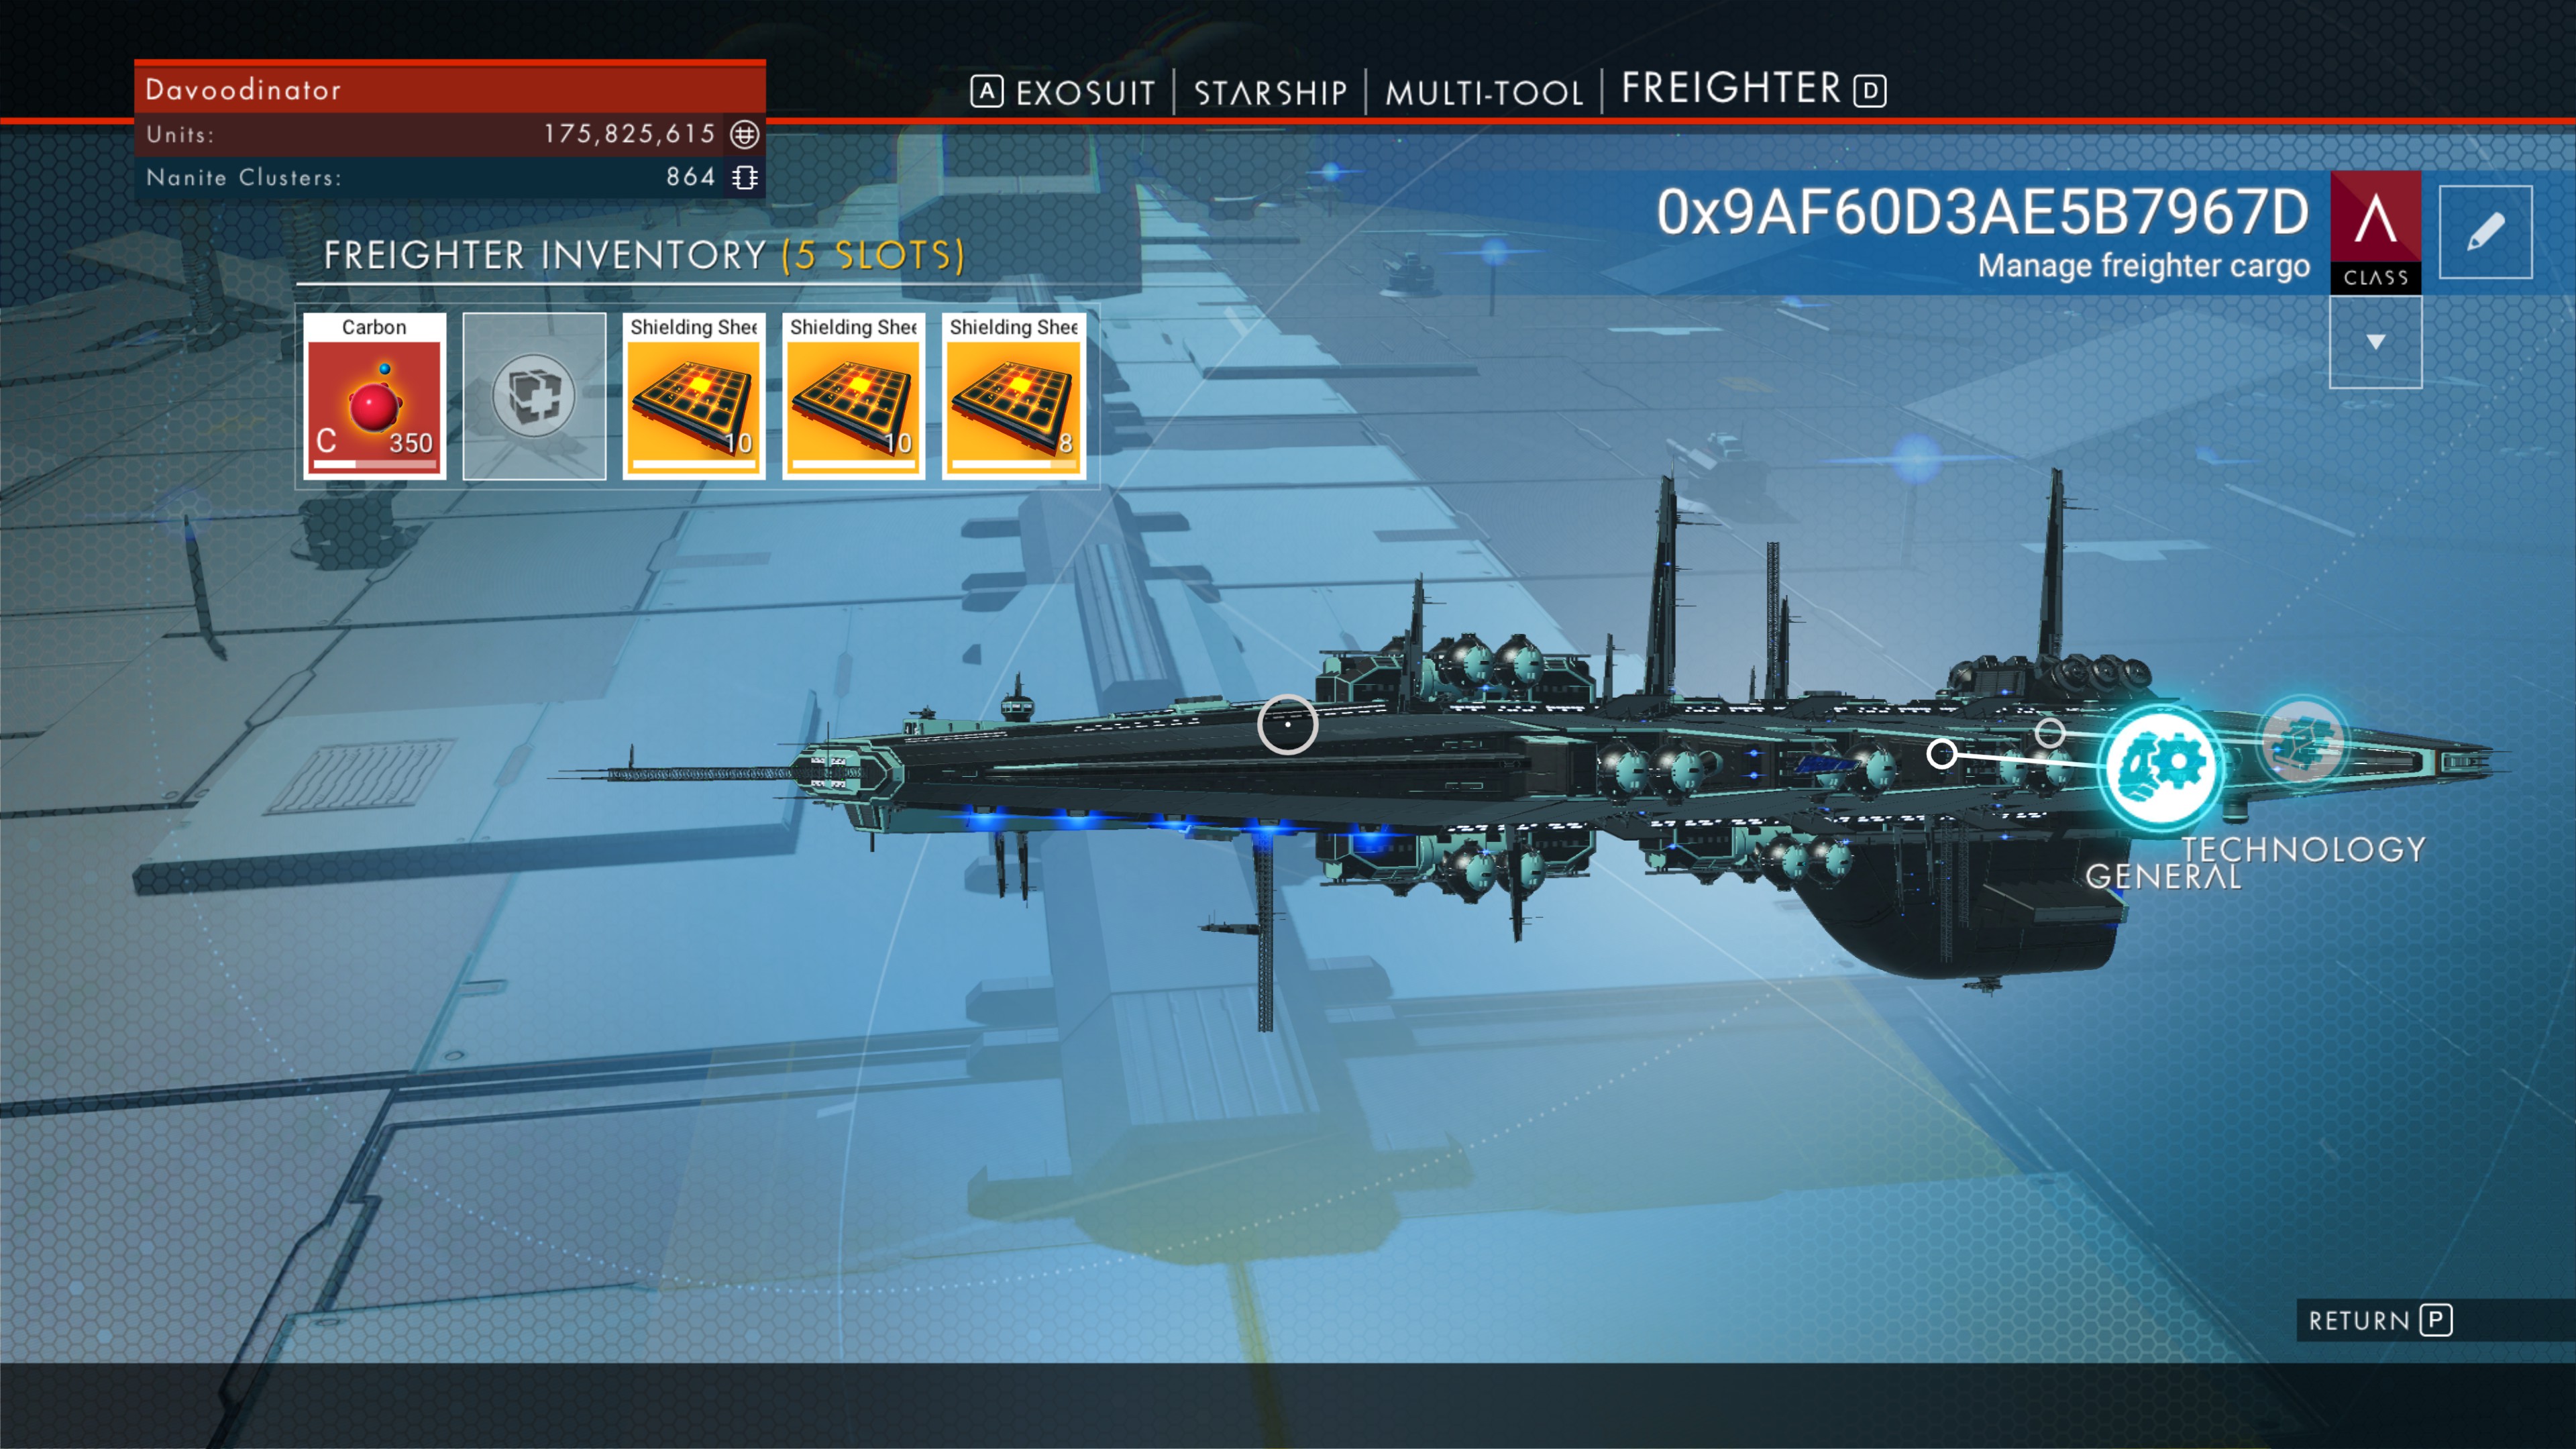 Davoodinator
Units: 175,825,615
Nanite Clusters: 864
A EXOSUIT STARSHIP MULTI-TOOL FREIGHTER D
0x9AF60D3AE5B7967D
Manage freighter cargo
A
CLASS
FREIGHTER INVENTORY (5 SLOTS)
Carbon
C 350
Shielding Shee
10
Shielding Shee
10
Shielding Shee
8
TECHNOLOGY
GENERAL
RETURN P